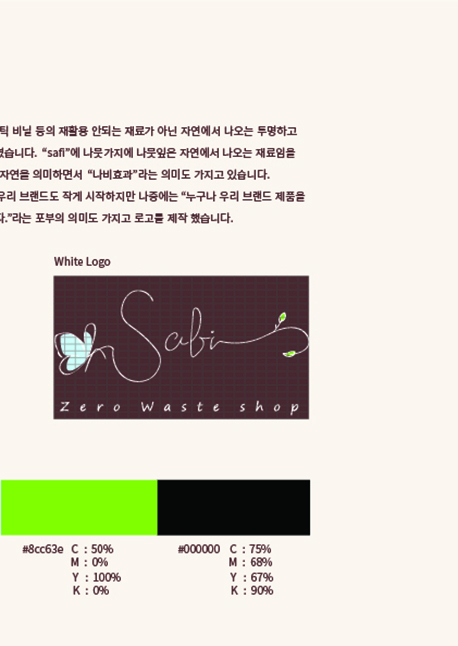 틱 비닐 등의 재활용 안되는 재료가 아닌 자연에서 나오는 투명하고
였습니다. “safi”에 나뭇가지에 나뭇잎은 자연에서 나오는 재료임을
자연을 의미하면서 “나비효과”라는 의미도 가지고 있습니다.
우리 브랜드도 작게 시작하지만 나중에는 “누구나 우리 브랜드 제품을
다.”라는 포부의 의미도 가지고 로고를 제작 했습니다.
White Logo
Sabi
Zero Waste shop
#8cc63e C : 50%
M : 0%
Y : 100%
K : 0%
#000000 C : 75%
M : 68%
Y : 67%
K : 90%